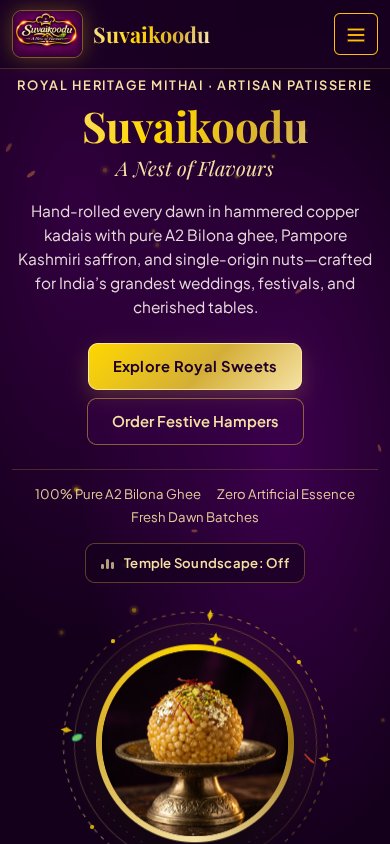 Suvaikoodu
A Nest of Flavours
Suvaikoodu
ROYAL HERITAGE MITHAI · ARTISAN PATISSERIE
Suvaikoodu
A Nest of Flavours
Hand-rolled every dawn in hammered copper
kadais with pure A2 Bilona ghee, Pampore
Kashmiri saffron, and single-origin nuts—crafted
for India’s grandest weddings, festivals, and
cherished tables.
Explore Royal Sweets
Order Festive Hampers
100% Pure A2 Bilona Ghee Zero Artificial Essence
Fresh Dawn Batches
Temple Soundscape: Off